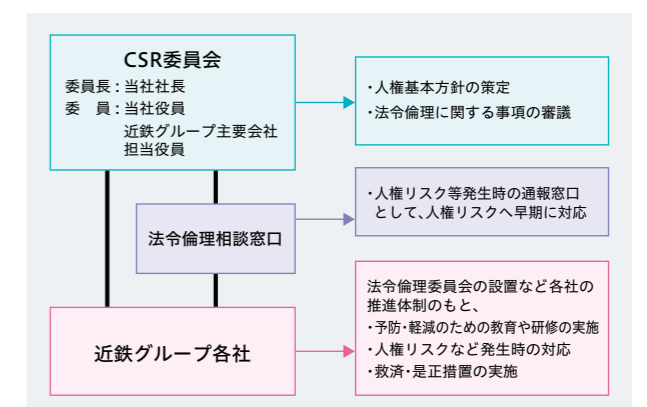 CSR委員会
委員長：当社社長
委　員：当社役員
近鉄グループ主要会社
担当役員
・人権基本方針の策定
・法令倫理に関する事項の審議
法令倫理相談窓口
・人権リスク等発生時の通報窓口
として、人権リスクへ早期に対応
近鉄グループ各社
法令倫理委員会の設置など各社の
推進体制のもと、
・予防・軽減のための教育や研修の実施
・人権リスクなど発生時の対応
・救済・是正措置の実施